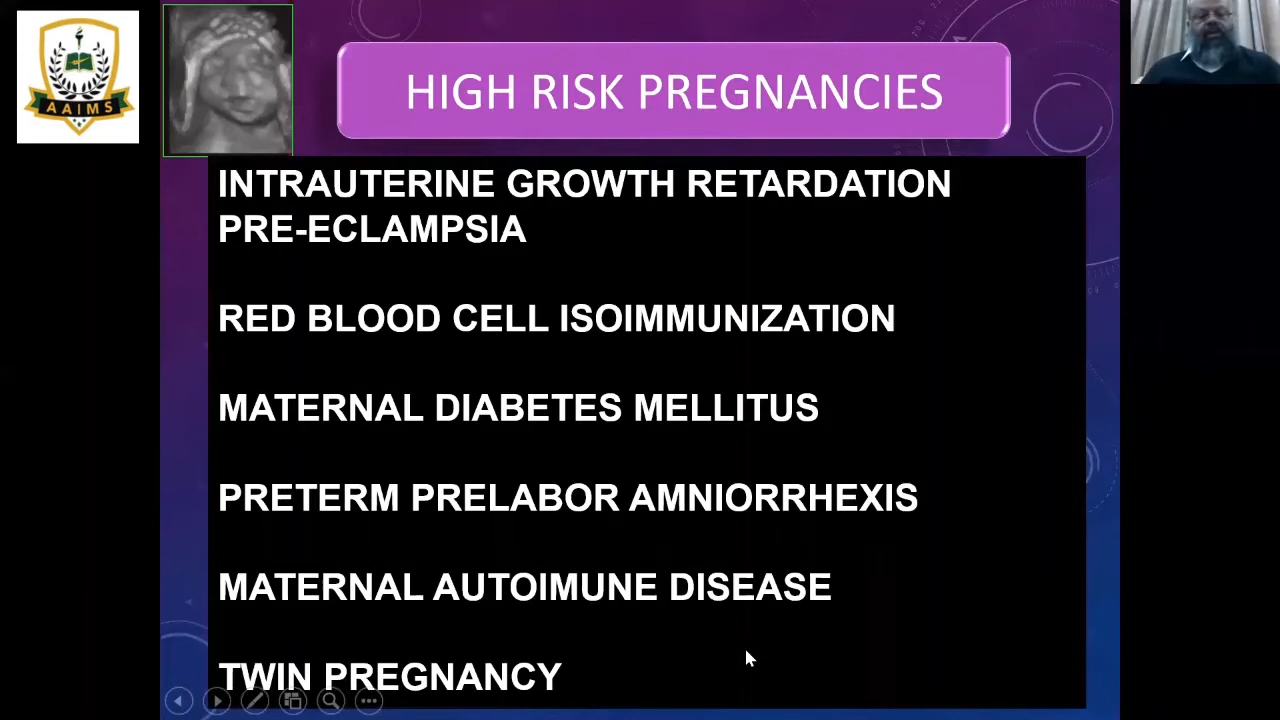 AAIMS
HIGH RISK PREGNANCIES
INTRAUTERINE GROWTH RETARDATION
PRE-ECLAMPSIA
RED BLOOD CELL ISOIMMUNIZATION
MATERNAL DIABETES MELLITUS
PRETERM PRELABOR AMNIORRHEXIS
MATERNAL AUTOIMUNE DISEASE
TWIN PREGNANCY